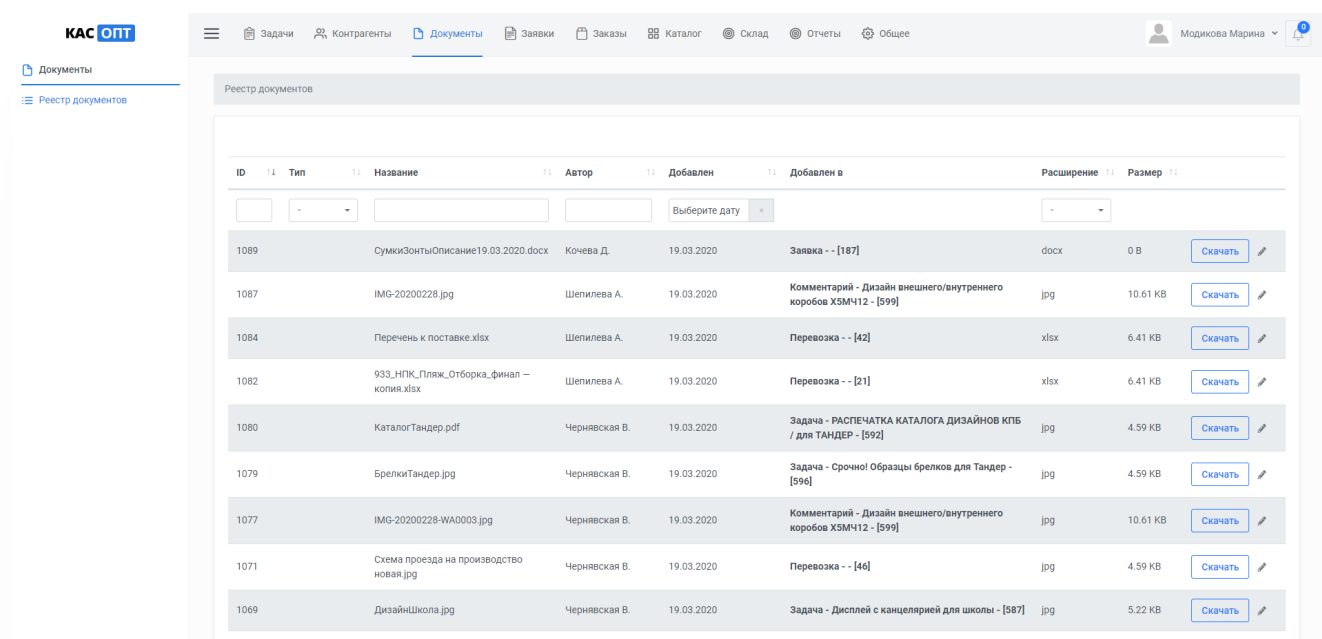 КАС ОПТ
Задачи Контрагенты Документы Заявки Заказы Каталог Склад Отчеты Общее Модикова Марина 0
Документы
Реестр документов
Реестр документов
ID Тип Название Автор Добавлен Добавлен в Расширение Размер
- Выберите дату × -
1089 СумкиЗонтыОписание19.03.2020.docx Кочева Д. 19.03.2020 Заявка - - [187] docx 0 B Скачать
1087 IMG-20200228.jpg Шепилева А. 19.03.2020 Комментарий - Дизайн внешнего/внутреннего
коробов Х5МЧ12 - [599] jpg 10.61 KB Скачать
1084 Перечень к поставке.xlsx Шепилева А. 19.03.2020 Перевозка - - [42] xlsx 6.41 KB Скачать
933_НПК_Пляж_Отборка_финал —
1082 копия.xlsx Шепилева А. 19.03.2020 Перевозка - - [21] xlsx 6.41 KB Скачать
1080 КаталогТандер.pdf Чернявская В. 19.03.2020 Задача - РАСПЕЧАТКА КАТАЛОГА ДИЗАЙНОВ КПБ
/ для ТАНДЕР - [592] jpg 4.59 KB Скачать
1079 БрелкиТандер.jpg Чернявская В. 19.03.2020 Задача - Срочно! Образцы брелков для Тандер -
[596] jpg 4.59 KB Скачать
1077 IMG-20200228-WA0003.jpg Чернявская В. 19.03.2020 Комментарий - Дизайн внешнего/внутреннего
коробов Х5МЧ12 - [599] jpg 10.61 KB Скачать
1071 Схема проезда на производство
новая.jpg Чернявская В. 19.03.2020 Перевозка - - [46] jpg 4.59 KB Скачать
1069 ДизайнШкола.jpg Чернявская В. 19.03.2020 Задача - Дисплей с канцелярией для школы - [587] jpg 5.22 KB Скачать